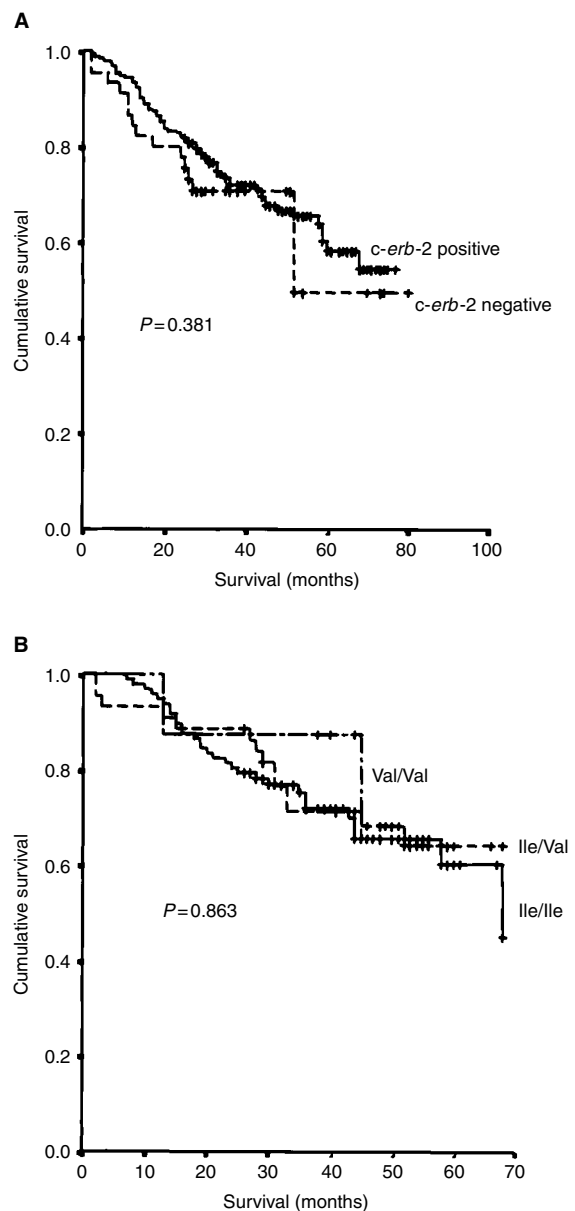 A
1.0
0.8
0.6
0.4
0.2
0.0
Cumulative survival
c-erb-2 positive
c-erb-2 negative
P=0.381
0 20 40 60 80 100
Survival (months)
B
1.0
0.8
0.6
0.4
0.2
0.0
Cumulative survival
Val/Val
Ile/Val
Ile/Ile
P=0.863
0 10 20 30 40 50 60 70
Survival (months)